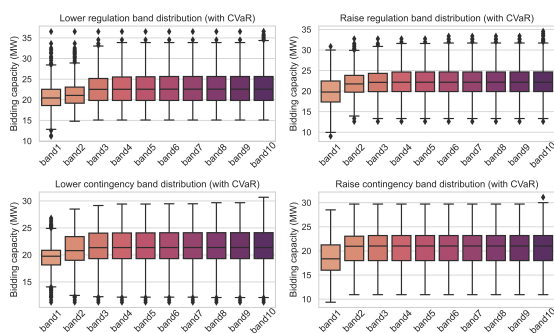 Lower regulation band distribution (with CVaR)
Bidding capacity (MW)
35
30
25
20
15
10
band1 band2 band3 band4 band5 band6 band7 band8 band9 band10
Raise regulation band distribution (with CVaR)
Bidding capacity (MW)
35
30
25
20
15
10
band1 band2 band3 band4 band5 band6 band7 band8 band9 band10
Lower contingency band distribution (with CVaR)
Bidding capacity (MW)
30
25
20
15
band1 band2 band3 band4 band5 band6 band7 band8 band9 band10
Raise contingency band distribution (with CVaR)
Bidding capacity (MW)
30
25
20
15
10
band1 band2 band3 band4 band5 band6 band7 band8 band9 band10